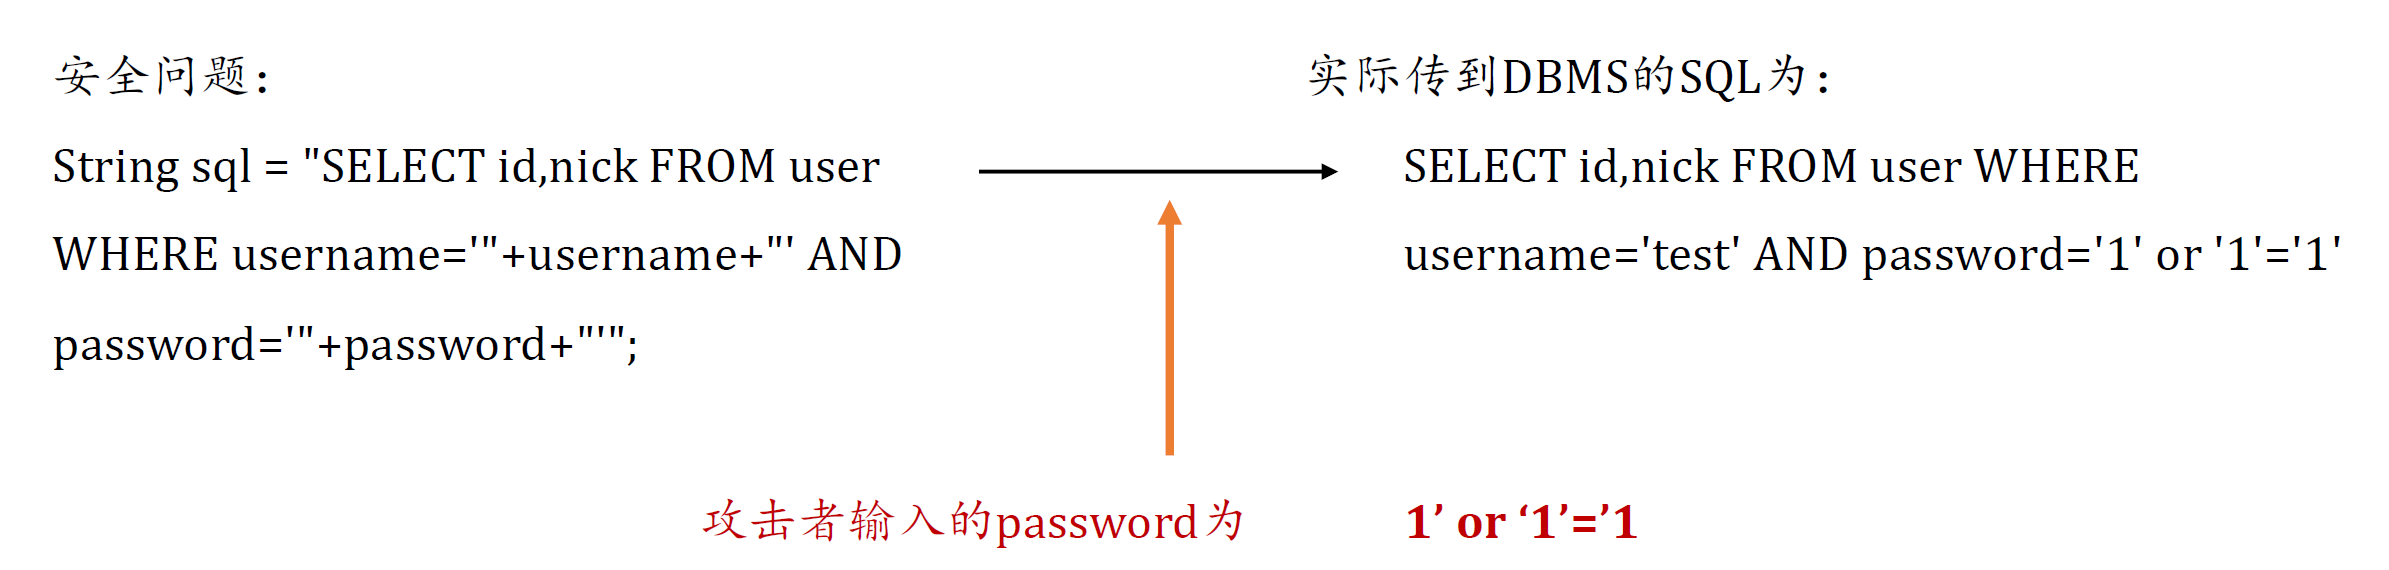 安全问题：
String sql = "SELECT id,nick FROM user
WHERE username='"+username+"' AND
password='"+password+"'";
实际传到DBMS的SQL为：
SELECT id,nick FROM user WHERE
username='test' AND password='1' or '1'='1'
攻击者输入的password为 1’ or ‘1’=’1